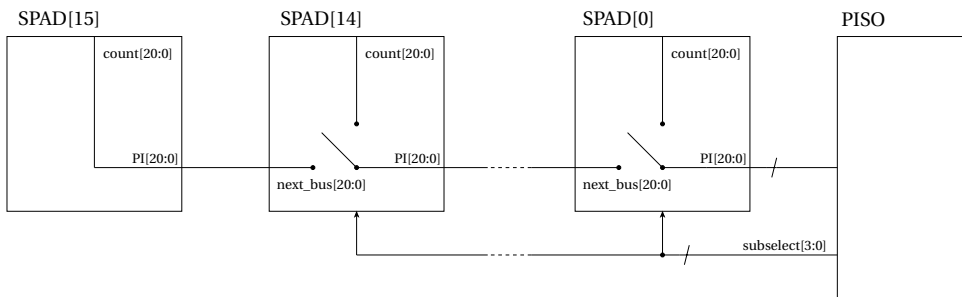 SPAD[15]
SPAD[14]
SPAD[0]
PISO
count[20:0]
count[20:0]
count[20:0]
PI[20:0]
PI[20:0]
PI[20:0]
next_bus[20:0]
next_bus[20:0]
subselect[3:0]